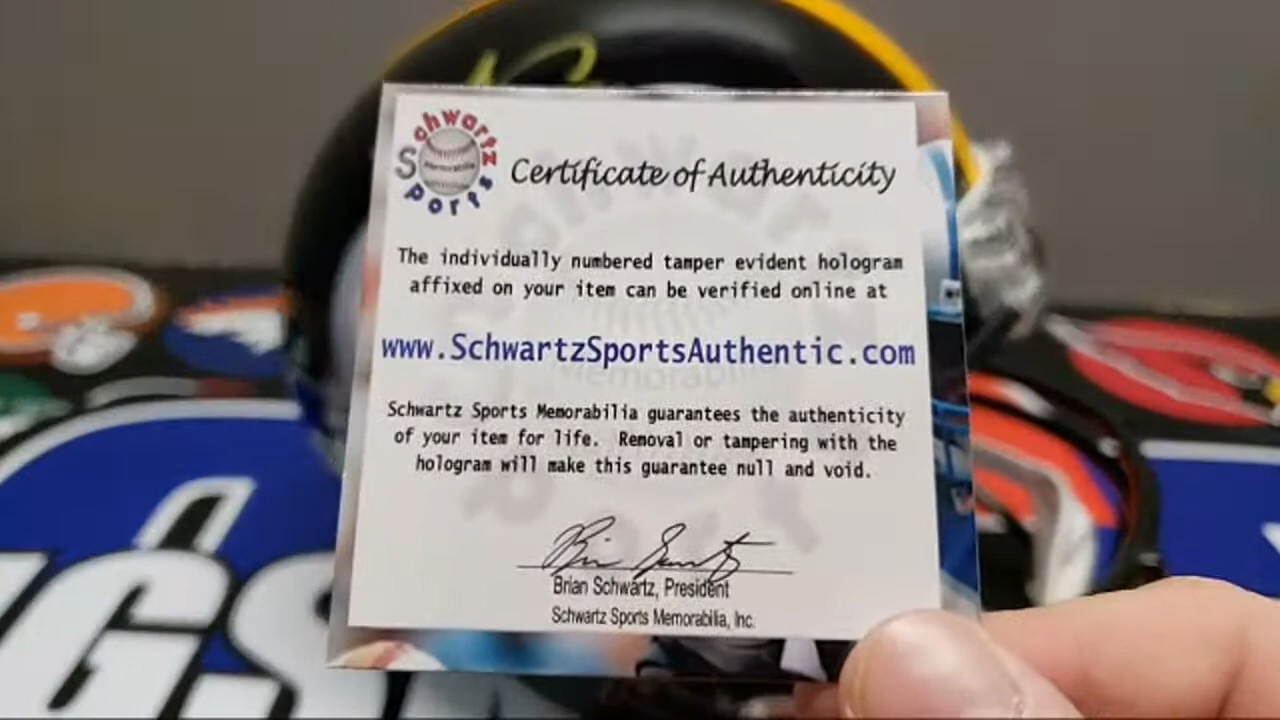 Schwartz
Memorabilia
Sports
Certificate of Authenticity
The individually numbered tamper evident hologram
affixed on your item can be verified online at
www.SchwartzSportsAuthentic.com
Schwartz Sports Memorabilia guarantees the authenticity
of your item for life. Removal or tampering with the
hologram will make this guarantee null and void.
Brian Schwartz, President
Schwartz Sports Memorabilia, Inc.
GS